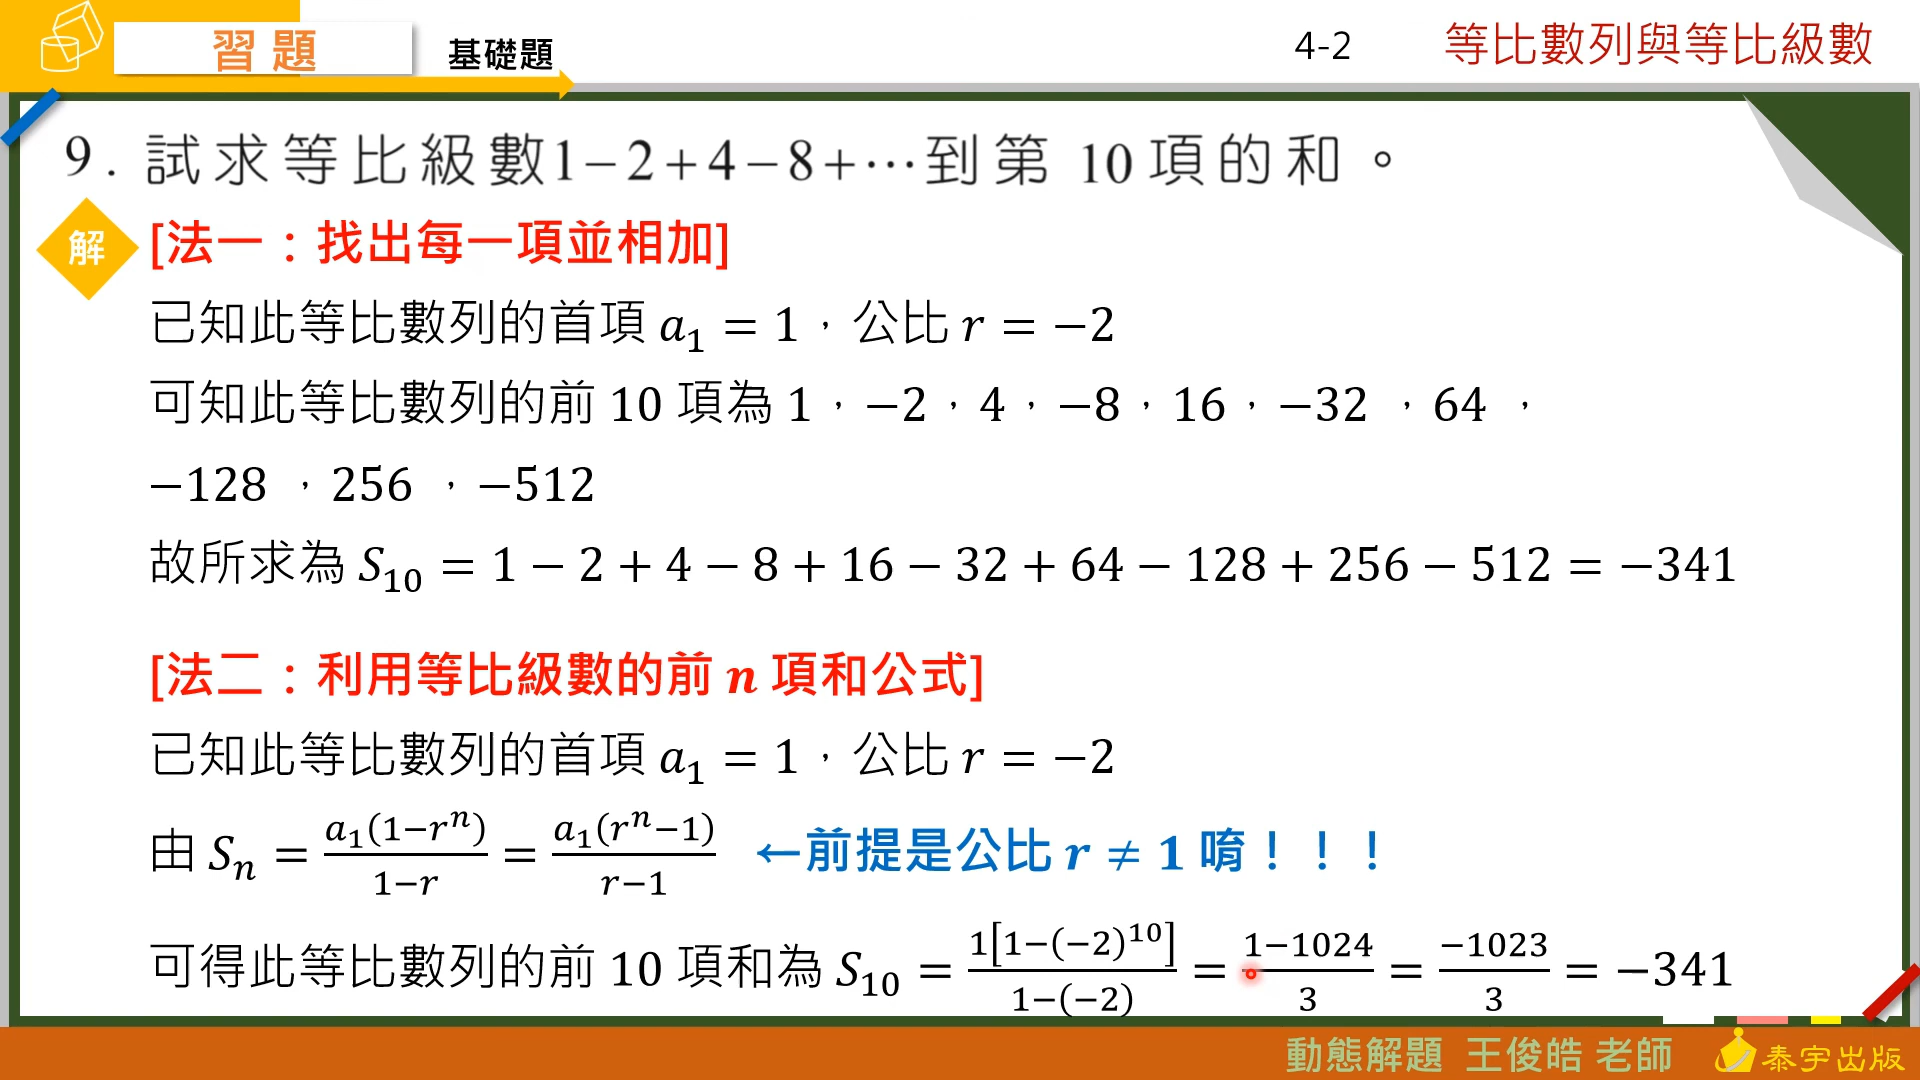 習題
基礎題
4-2 等比數列與等比級數
9. 試求等比級數1-2+4-8+⋯到第 10 項的和。
解
[法一：找出每一項並相加]
已知此等比數列的首項 a₁ = 1，公比 r = −2
可知此等比數列的前 10 項為 1，−2，4，−8，16，−32，64，
−128，256，−512
故所求為 S₁₀ = 1 − 2 + 4 − 8 + 16 − 32 + 64 − 128 + 256 − 512 = −341
[法二：利用等比級數的前 n 項和公式]
已知此等比數列的首項 a₁ = 1，公比 r = −2
由 Sₙ = a₁(1−rⁿ)/(1−r) = a₁(rⁿ−1)/(r−1) ←前提是公比 r ≠ 1 唷！！！
可得此等比數列的前 10 項和為 S₁₀ = 1[1−(−2)¹⁰]/(1−(−2)) = (1−1024)/3 = −1023/3 = −341
動態解題 王俊皓 老師
泰宇出版